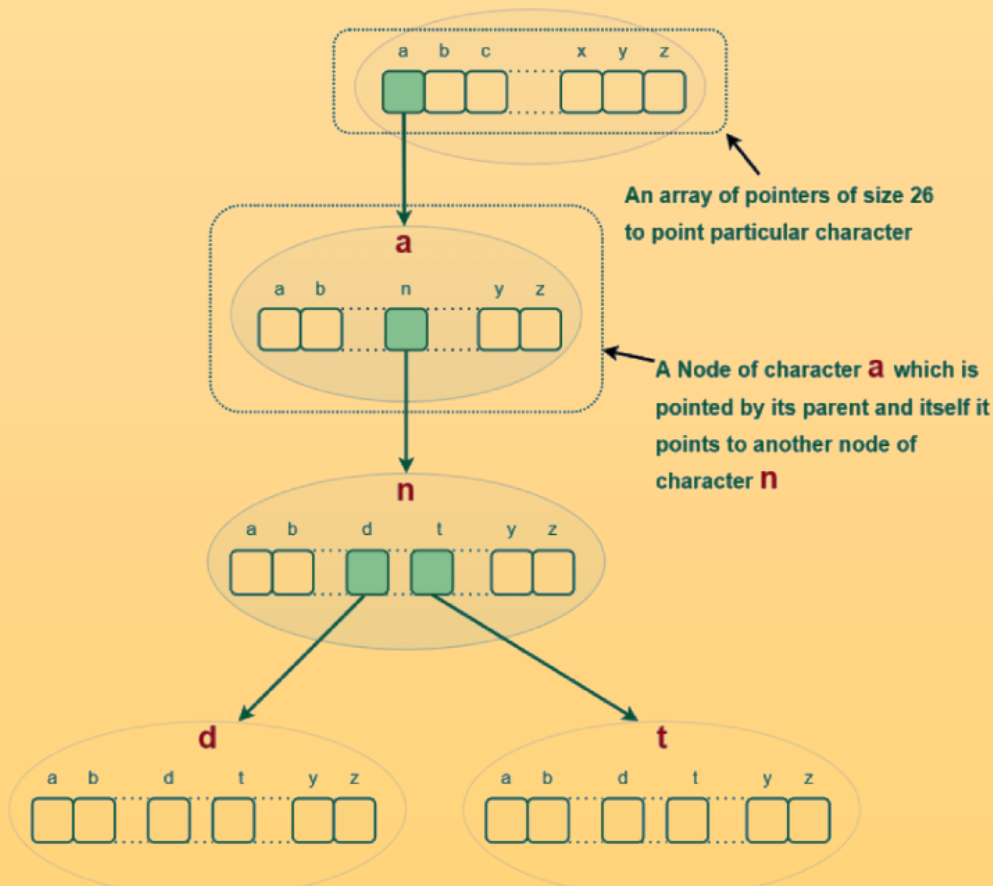 a b c x y z
An array of pointers of size 26
to point particular character
a
a b n y z
A Node of character a which is
pointed by its parent and itself it
points to another node of
character n
n
a b d t y z
d
a b d t y z
t
a b d t y z